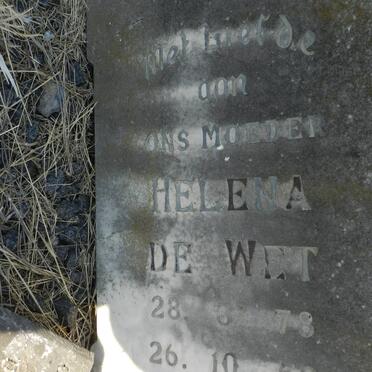 Met liefde
aan
ONS MOEDER
HELENA
DE WET
28. 8 78
26. 10